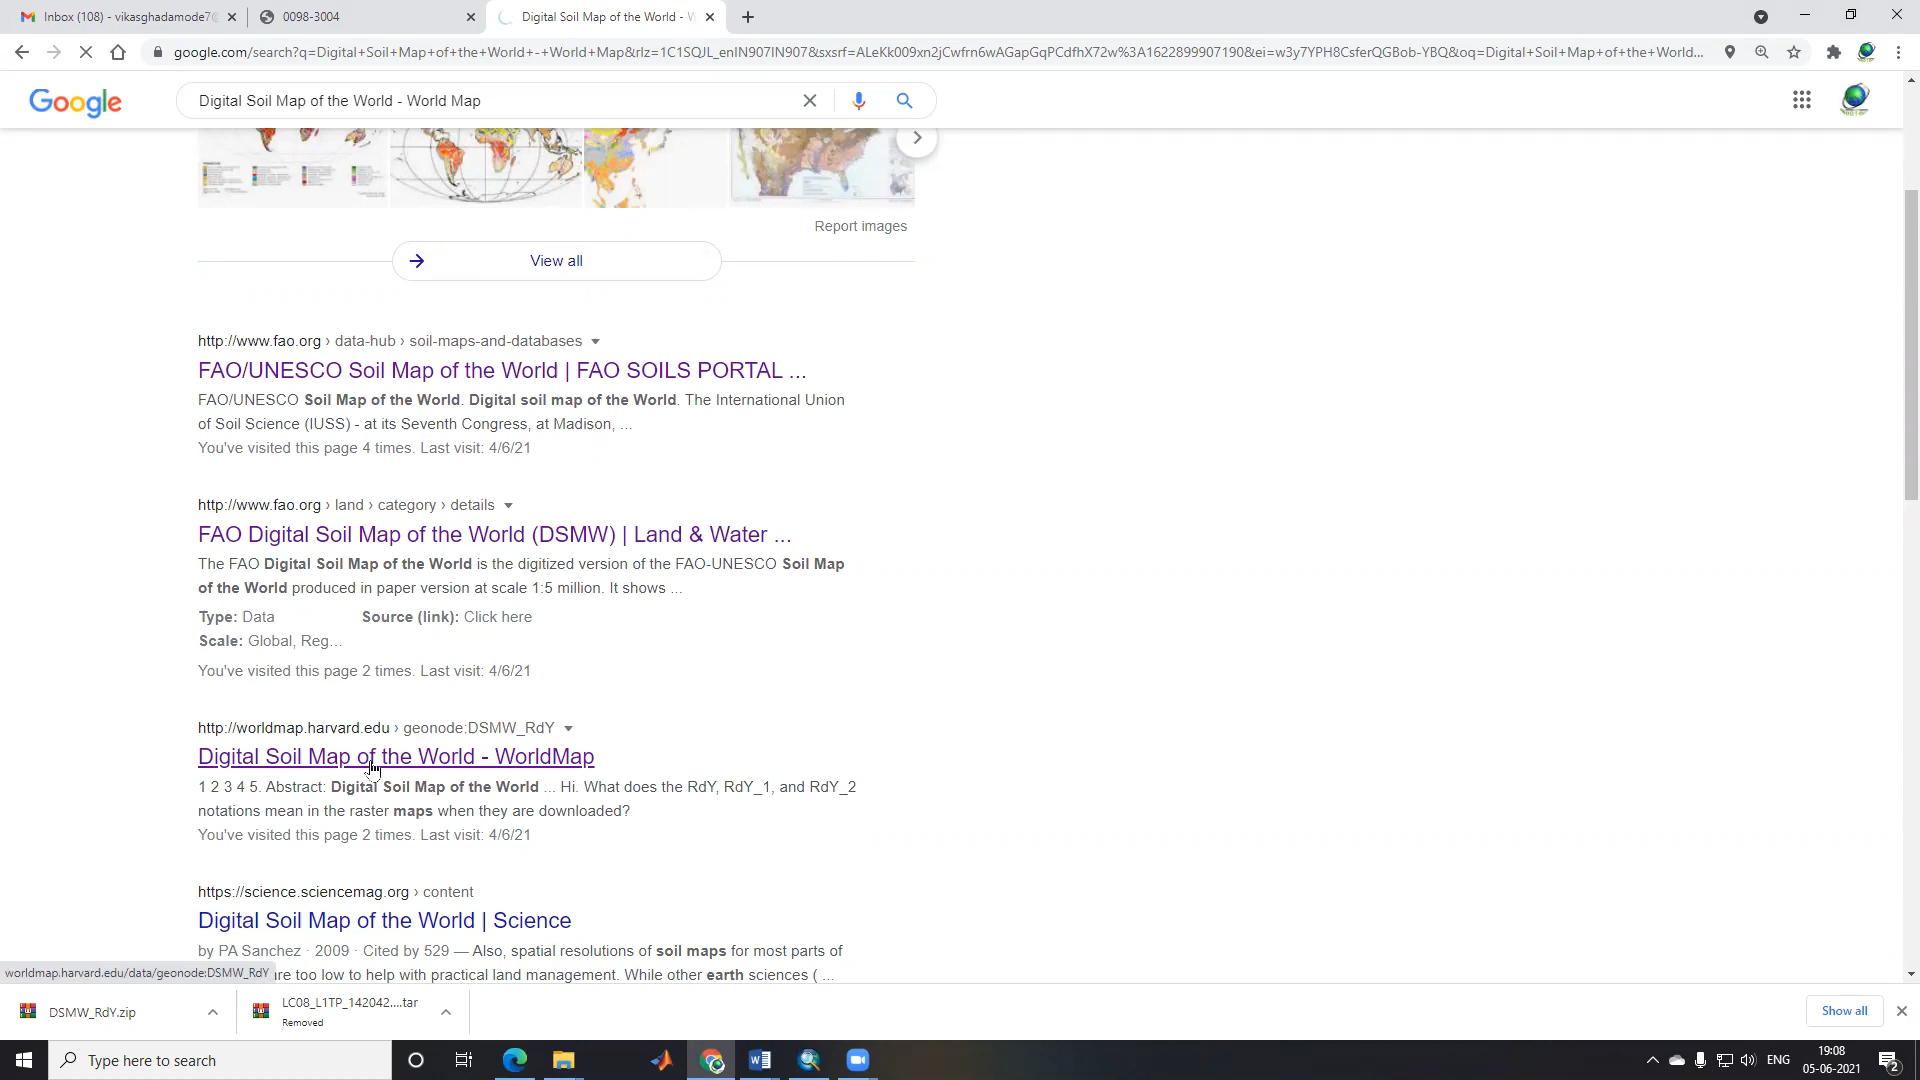 Inbox (108) - vikasghadamode7@
0098-3004
Digital Soil Map of the World - W
google.com/search?q=Digital+Soil+Map+of+the+World+-+World+Map&rlz=1C1SQJL_enIN907IN907&sxsrf=ALeKk009xn2jCwfrn6wAGapGqPCdfhX72w%3A1622899907190&ei=w3y7YPH8CsferQGBob-YBQ&oq=Digital+Soil+Map+of+the+World...
Google
Digital Soil Map of the World - World Map
Report images
View all
http://www.fao.org › data-hub › soil-maps-and-databases
FAO/UNESCO Soil Map of the World | FAO SOILS PORTAL ...
FAO/UNESCO Soil Map of the World. Digital soil map of the World. The International Union
of Soil Science (IUSS) - at its Seventh Congress, at Madison, ...
You've visited this page 4 times. Last visit: 4/6/21
http://www.fao.org › land › category › details
FAO Digital Soil Map of the World (DSMW) | Land & Water ...
The FAO Digital Soil Map of the World is the digitized version of the FAO-UNESCO Soil Map
of the World produced in paper version at scale 1:5 million. It shows ...
Type: Data Source (link): Click here
Scale: Global, Reg...
You've visited this page 2 times. Last visit: 4/6/21
http://worldmap.harvard.edu › geonode:DSMW_RdY
Digital Soil Map of the World - WorldMap
1 2 3 4 5. Abstract: Digital Soil Map of the World ... Hi. What does the RdY, RdY_1, and RdY_2
notations mean in the raster maps when they are downloaded?
You've visited this page 2 times. Last visit: 4/6/21
https://science.sciencemag.org › content
Digital Soil Map of the World | Science
by PA Sanchez · 2009 · Cited by 529 — Also, spatial resolutions of soil maps for most parts of
are too low to help with practical land management. While other earth sciences ( ...
worldmap.harvard.edu/data/geonode:DSMW_RdY
DSMW_RdY.zip
LC08_L1TP_142042....tar
Removed
Show all
Type here to search
ENG
19:08
05-06-2021
2